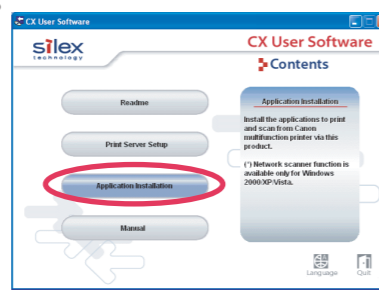 CX User Software
silex
technology
CX User Software
Contents
Readme
Print Server Setup
Application Installation
Manual
Application Installation
Install the applications to print
and scan from Canon
multifunction printer via this
product.
(*) Network scanner function is
available only for Windows
2000/XP/Vista.
Language
Quit